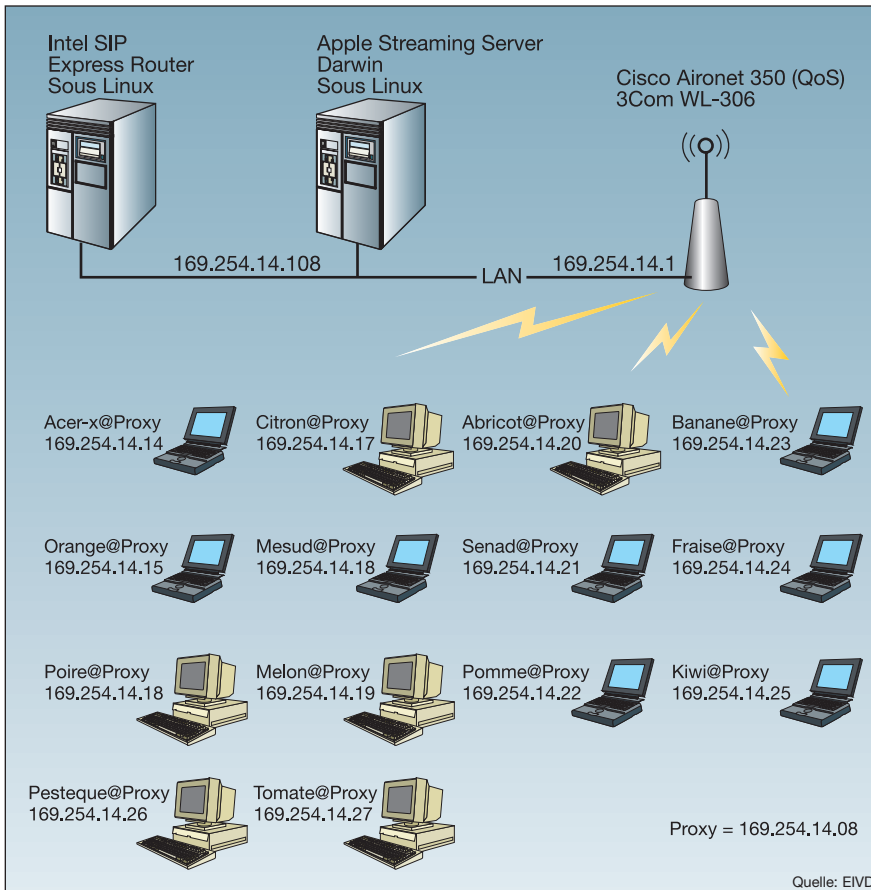 Intel SIP
Express Router
Sous Linux
Apple Streaming Server
Darwin
Sous Linux
Cisco Aironet 350 (QoS)
3Com WL-306
169.254.14.108
LAN
169.254.14.1
Acer-x@Proxy
169.254.14.14
Citron@Proxy
169.254.14.17
Abricot@Proxy
169.254.14.20
Banane@Proxy
169.254.14.23
Orange@Proxy
169.254.14.15
Mesud@Proxy
169.254.14.18
Senad@Proxy
169.254.14.21
Fraise@Proxy
169.254.14.24
Poire@Proxy
169.254.14.18
Melon@Proxy
169.254.14.19
Pomme@Proxy
169.254.14.22
Kiwi@Proxy
169.254.14.25
Pesteque@Proxy
169.254.14.26
Tomate@Proxy
169.254.14.27
Proxy = 169.254.14.08
Quelle: EIVD